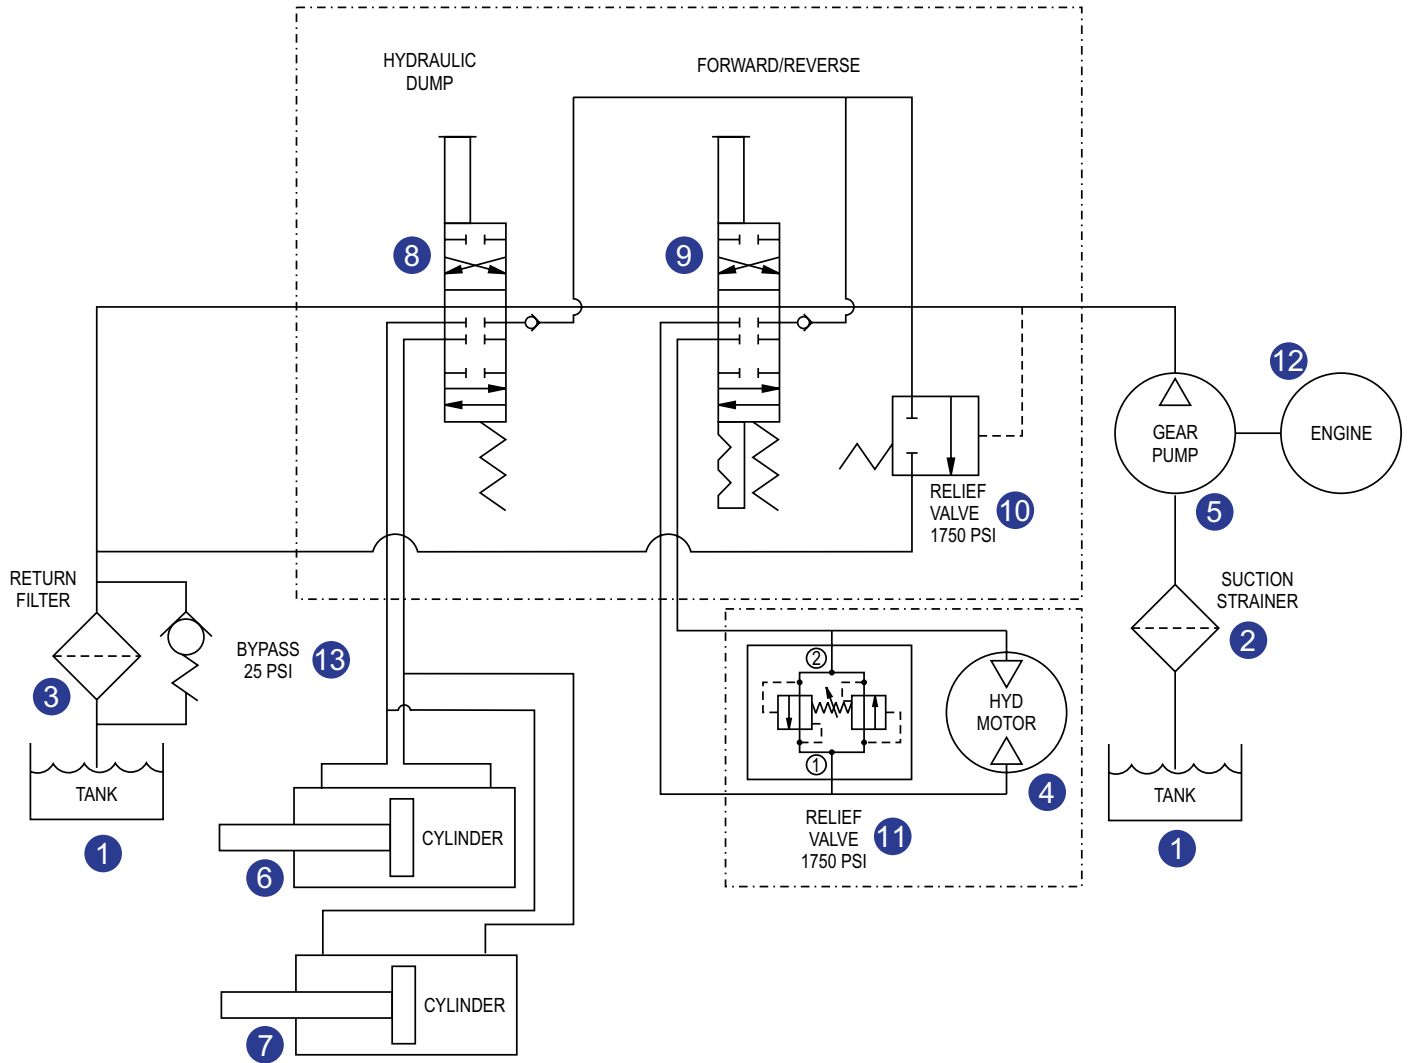 HYDRAULIC
DUMP
FORWARD/REVERSE
8
9
12
GEAR
PUMP
ENGINE
5
RELIEF
VALVE
1750 PSI
10
RETURN
FILTER
SUCTION
STRAINER
2
BYPASS
25 PSI
13
3
2
HYD
MOTOR
1
4
TANK
1
TANK
1
RELIEF
VALVE
1750 PSI
11
CYLINDER
6
CYLINDER
7